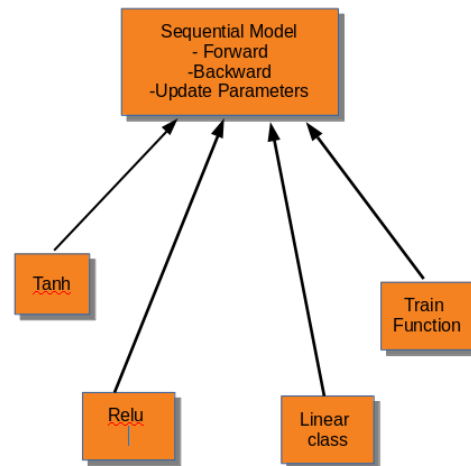 Sequential Model
- Forward
-Backward
-Update Parameters
Tanh
Train
Function
Relu
Linear
class